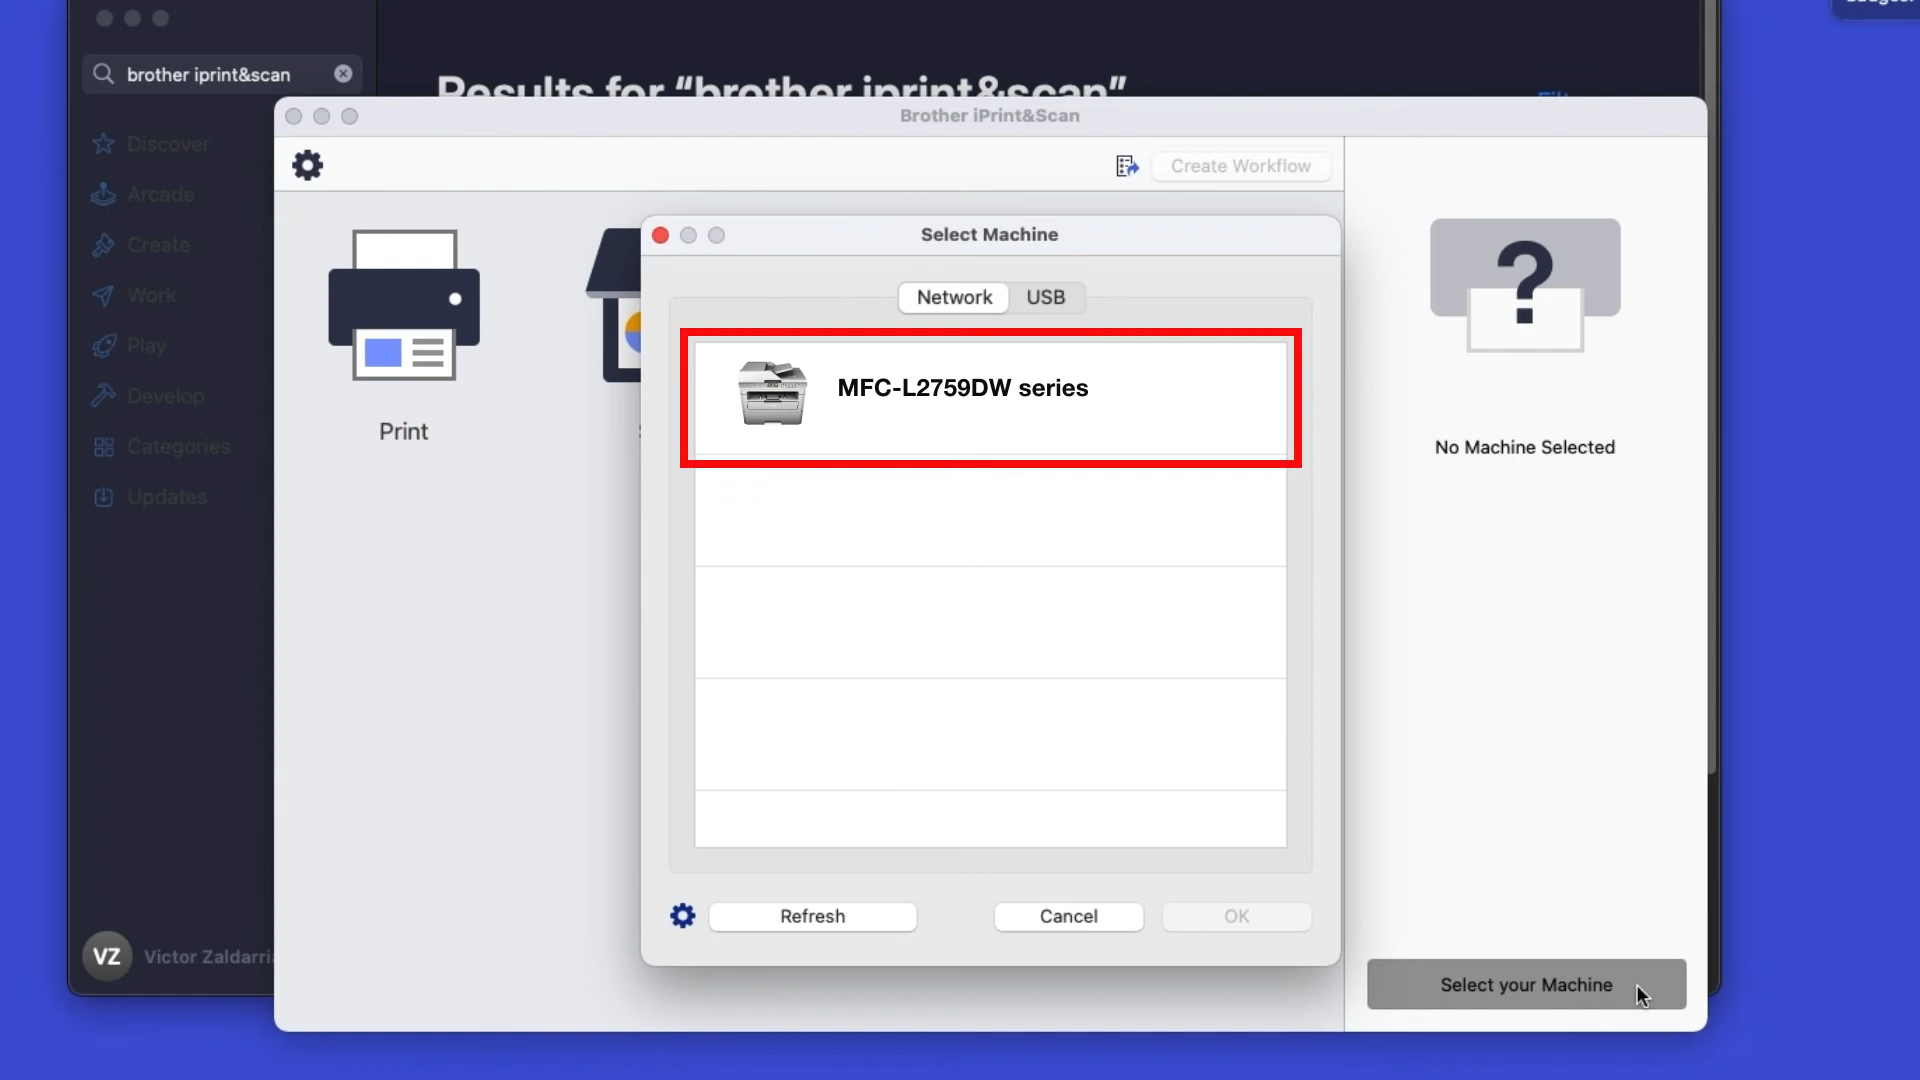 brother iprint&scan
Results for “brother iprint&scan”
Brother iPrint&Scan
Discover
Create Workflow
Arcade
Create
Select Machine
Work
Network
USB
Play
MFC-L2759DW series
Develop
Print
Categories
No Machine Selected
Updates
Refresh
Cancel
OK
VZ
Select your Machine